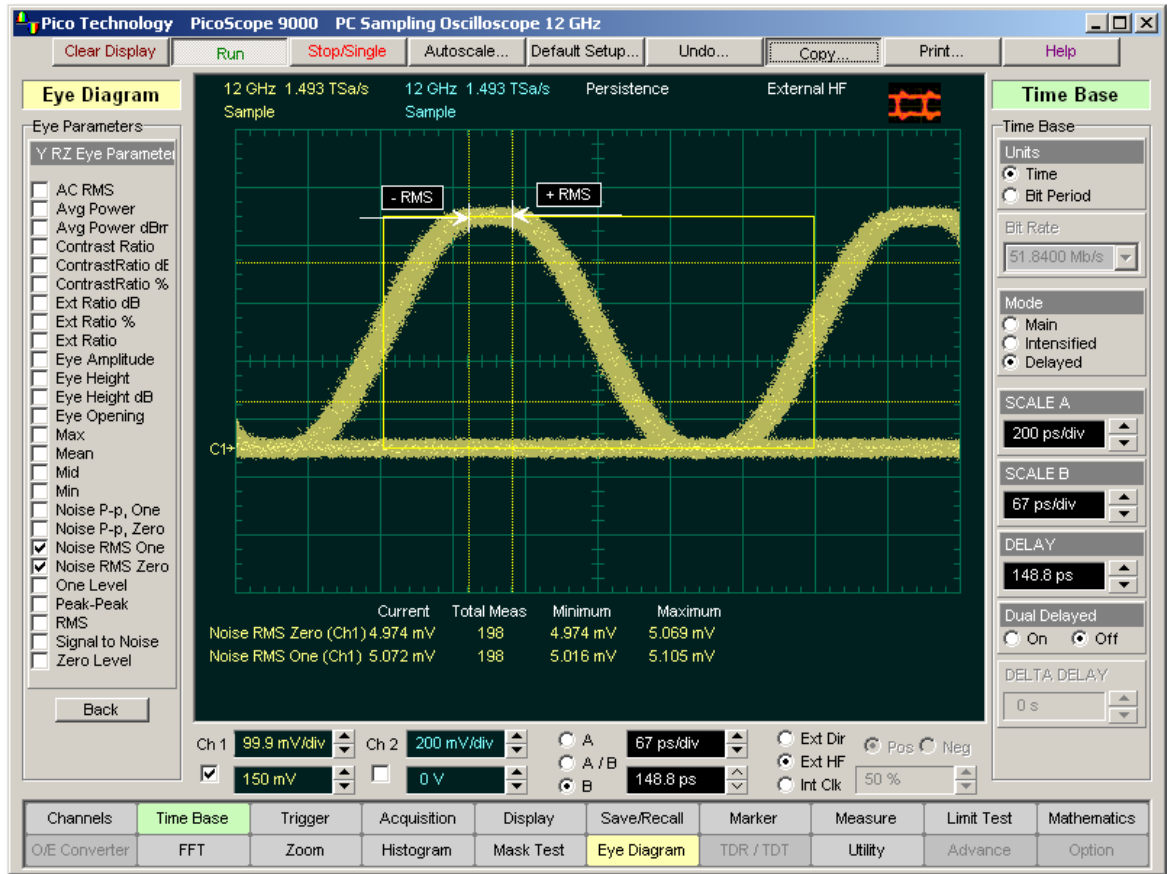 Pico Technology PicoScope 9000 PC Sampling Oscilloscope 12 GHz
Clear Display Run Stop/Single Autoscale... Default Setup... Undo... Copy... Print... Help
Eye Diagram
Eye Parameters
Y RZ Eye Parameter
AC RMS
Avg Power
Avg Power dBm
Contrast Ratio
ContrastRatio dE
ContrastRatio %
Ext Ratio dB
Ext Ratio %
Ext Ratio
Eye Amplitude
Eye Height
Eye Height dB
Eye Opening
Max
Mean
Mid
Min
Noise P-p, One
Noise P-p, Zero
Noise RMS One
Noise RMS Zero
One Level
Peak-Peak
RMS
Signal to Noise
Zero Level
Back
12 GHz 1.493 TSa/s 12 GHz 1.493 TSa/s Persistence External HF
Sample Sample
- RMS + RMS
C1
Current Total Meas Minimum Maximum
Noise RMS Zero (Ch1) 4.974 mV 198 4.974 mV 5.069 mV
Noise RMS One (Ch1) 5.072 mV 198 5.016 mV 5.105 mV
Time Base
Time Base
Units
Time
Bit Period
Bit Rate
51.8400 Mb/s
Mode
Main
Intensified
Delayed
SCALE A
200 ps/div
SCALE B
67 ps/div
DELAY
148.8 ps
Dual Delayed
On Off
DELTA DELAY
0 s
Ch 1 99.9 mV/div Ch 2 200 mV/div A 67 ps/div Ext Dir Pos Neg
A / B Ext HF
150 mV 0 V B 148.8 ps Int Clk 50 %
Channels Time Base Trigger Acquisition Display Save/Recall Marker Measure Limit Test Mathematics
O/E Converter FFT Zoom Histogram Mask Test Eye Diagram TDR / TDT Utility Advance Option